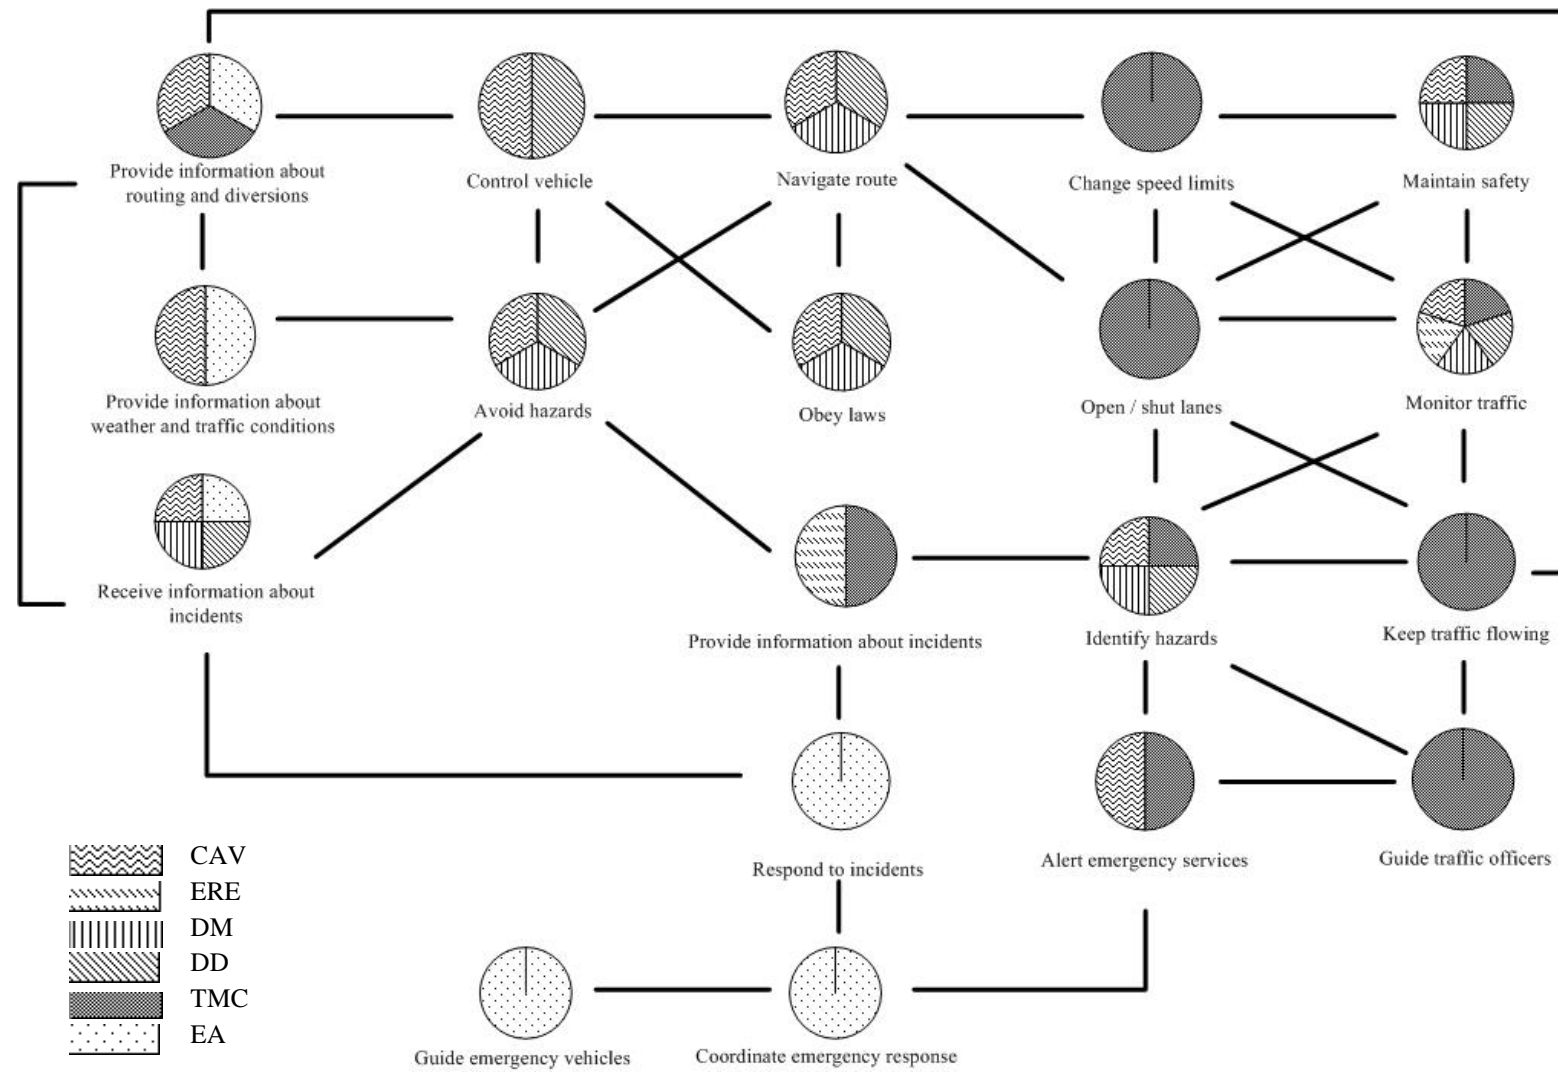 Provide information about
routing and diversions
Control vehicle
Navigate route
Change speed limits
Maintain safety
Provide information about
weather and traffic conditions
Avoid hazards
Obey laws
Open / shut lanes
Monitor traffic
Receive information about
incidents
Provide information about incidents
Identify hazards
Keep traffic flowing
Respond to incidents
Alert emergency services
Guide traffic officers
CAV
ERE
DM
DD
TMC
EA
Guide emergency vehicles
Coordinate emergency response